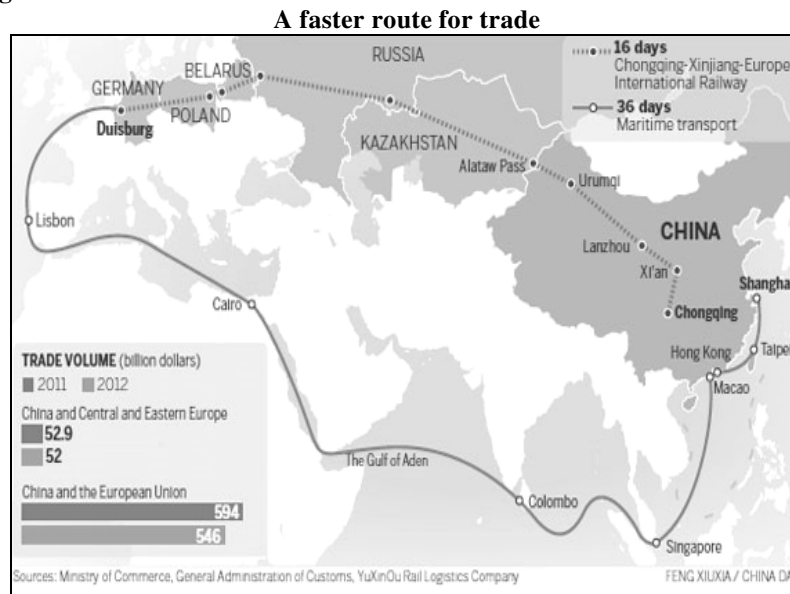 A faster route for trade
16 days
Chongqing-Xinjiang-Europe
International Railway
36 days
Maritime transport
RUSSIA
BELARUS
GERMANY
POLAND
Duisburg
KAZAKHSTAN
Alataw Pass
Urumqi
Lisbon
CHINA
Lanzhou
Xi'an
Shangha
Cairo
Chongqing
Hong Kong
Taipei
Macao
TRADE VOLUME (billion dollars)
2011 2012
China and Central and Eastern Europe
52.9
52
The Gulf of Aden
China and the European Union
594
546
Colombo
Singapore
Sources: Ministry of Commerce, General Administration of Customs, YuXinOu Rail Logistics Company
FENG XIUXIA / CHINA DA